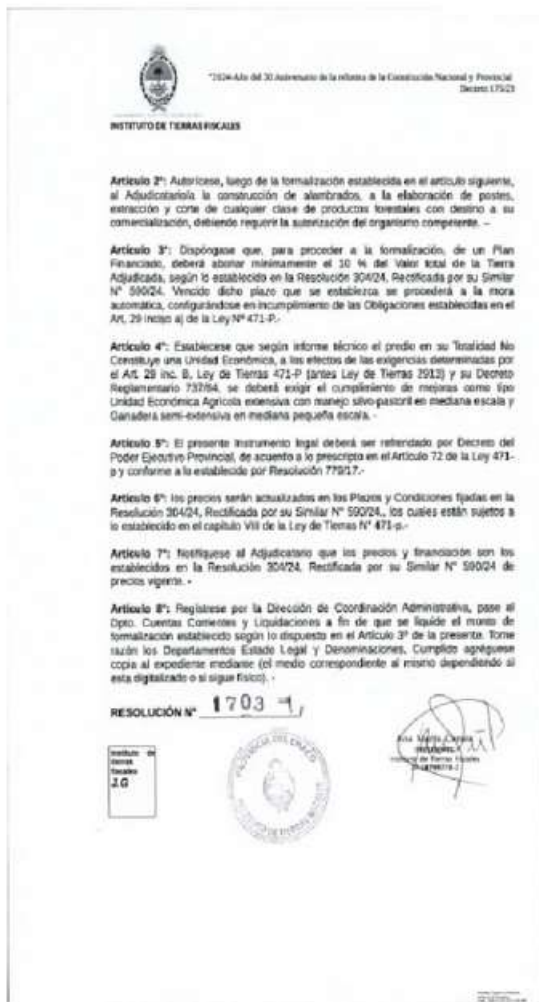 "2024-Año del 30 Aniversario de la reforma de la Constitución Nacional y Provincial
Decreto 175/23
INSTITUTO DE TIERRAS FISCALES
Artículo 2°: Autorícese, luego de la formalización establecida en el artículo siguiente,
al Adjudicatario/a la construcción de alambrados, a la elaboración de postes,
extracción y corte de cualquier clase de productos forestales con destino a su
comercialización, debiendo requerir la autorización del organismo competente. –
Artículo 3°: Dispóngase que, para proceder a la formalización, de un Plan
Financiado, deberá abonar mínimamente el 10 % del Valor total de la Tierra
Adjudicada, según lo establecido en la Resolución 304/24, Rectificada por su Similar
N° 590/24. Vencido dicho plazo que se establezca se procederá a la mora
automática, configurándose en incumplimiento de las Obligaciones establecidas en el
Art, 29 inciso a) de la Ley N° 471-P.-
Artículo 4°: Establécese que según informe técnico el predio en su Totalidad No
Constituye una Unidad Económica, a los efectos de las exigencias determinadas por
el Art. 29 inc. B, Ley de Tierras 471-P (antes Ley de Tierras 2913) y su Decreto
Reglamentario 737/84, se deberá exigir el cumplimiento de mejoras como tipo
Unidad Económica Agrícola extensiva con manejo silvo-pastoril en mediana escala y
Ganadera semi-extensiva en mediana pequeña escala. -
Artículo 5°: El presente Instrumento legal deberá ser refrendado por Decreto del
Poder Ejecutivo Provincial, de acuerdo a lo prescripto en el Artículo 72 de la Ley 471-
p y conforme a lo establecido por Resolución 779/17.-
Artículo 6°: los precios serán actualizados en los Plazos y Condiciones fijadas en la
Resolución 304/24, Rectificada por su Similar N° 590/24., los cuales están sujetos a
lo establecido en el capítulo VIII de la Ley de Tierras N° 471-p.-
Artículo 7°: Notifíquese al Adjudicatario que los precios y financiación son los
establecidos en la Resolución 304/24, Rectificada por su Similar N° 590/24 de
precios vigente. -
Artículo 8°: Regístrese por la Dirección de Coordinación Administrativa, pase al
Dpto. Cuentas Corrientes y Liquidaciones a fin de que se liquide el monto de
formalización establecido según lo dispuesto en el Artículo 3° de la presente. Tome
razón los Departamentos Estado Legal y Denominaciones. Cumplido agréguese
copia al expediente mediante (el medio correspondiente al mismo dependiendo si
esta digitalizado o si sigue físico). -
RESOLUCIÓN N° 1703
Instituto de
tierras
fiscales
J.G
PROVINCIA DEL CHACO
INSTITUTO DE TIERRAS FISCALES
Ana María Canata
PRESIDENTE
Instituto de Tierras Fiscales